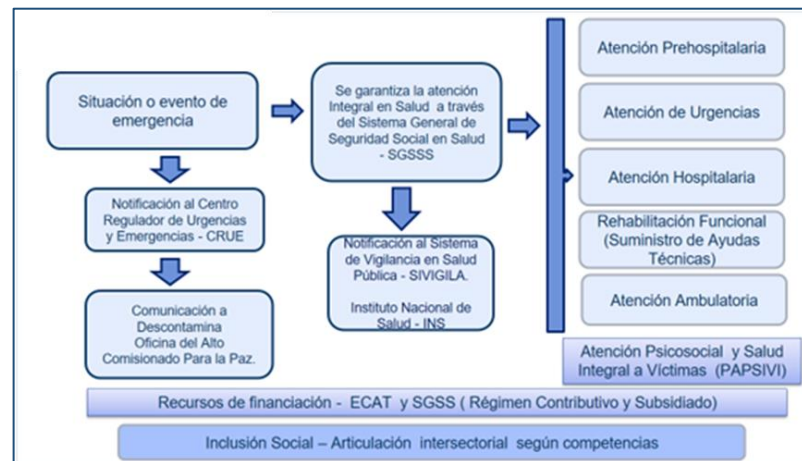 Situación o evento de
emergencia
Notificación al Centro
Regulador de Urgencias
y Emergencias - CRUE
Comunicación a
Descontamina
Oficina del Alto
Comisionado Para la Paz.
Se garantiza la atención
Integral en Salud a través
del Sistema General de
Seguridad Social en Salud
- SGSSS
Notificación al Sistema
de Vigilancia en Salud
Pública - SIVIGILA.
Instituto Nacional de
Salud - INS
Atención Prehospitalaria
Atención de Urgencias
Atención Hospitalaria
Rehabilitación Funcional
(Suministro de Ayudas
Técnicas)
Atención Ambulatoria
Atención Psicosocial y Salud
Integral a Víctimas (PAPSIVI)
Recursos de financiación - ECAT y SGSS ( Régimen Contributivo y Subsidiado)
Inclusión Social – Articulación intersectorial según competencias